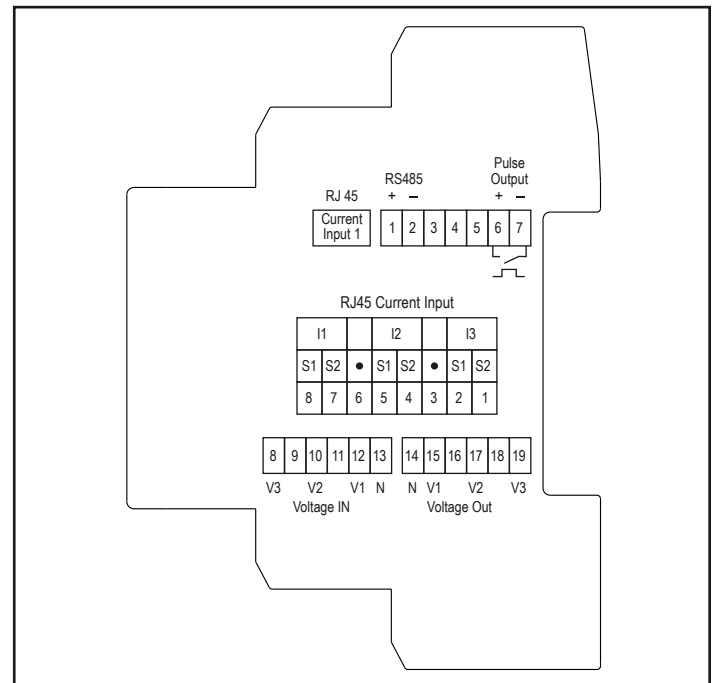 Pulse
Output
RS485
RJ 45 + – + –
Current
Input 1
1 2 3 4 5 6 7
RJ45 Current Input
I1 I2 I3
S1 S2 • S1 S2 • S1 S2
8 7 6 5 4 3 2 1
8 9 10 11 12 13 14 15 16 17 18 19
V3 V2 V1 N N V1 V2 V3
Voltage IN Voltage Out